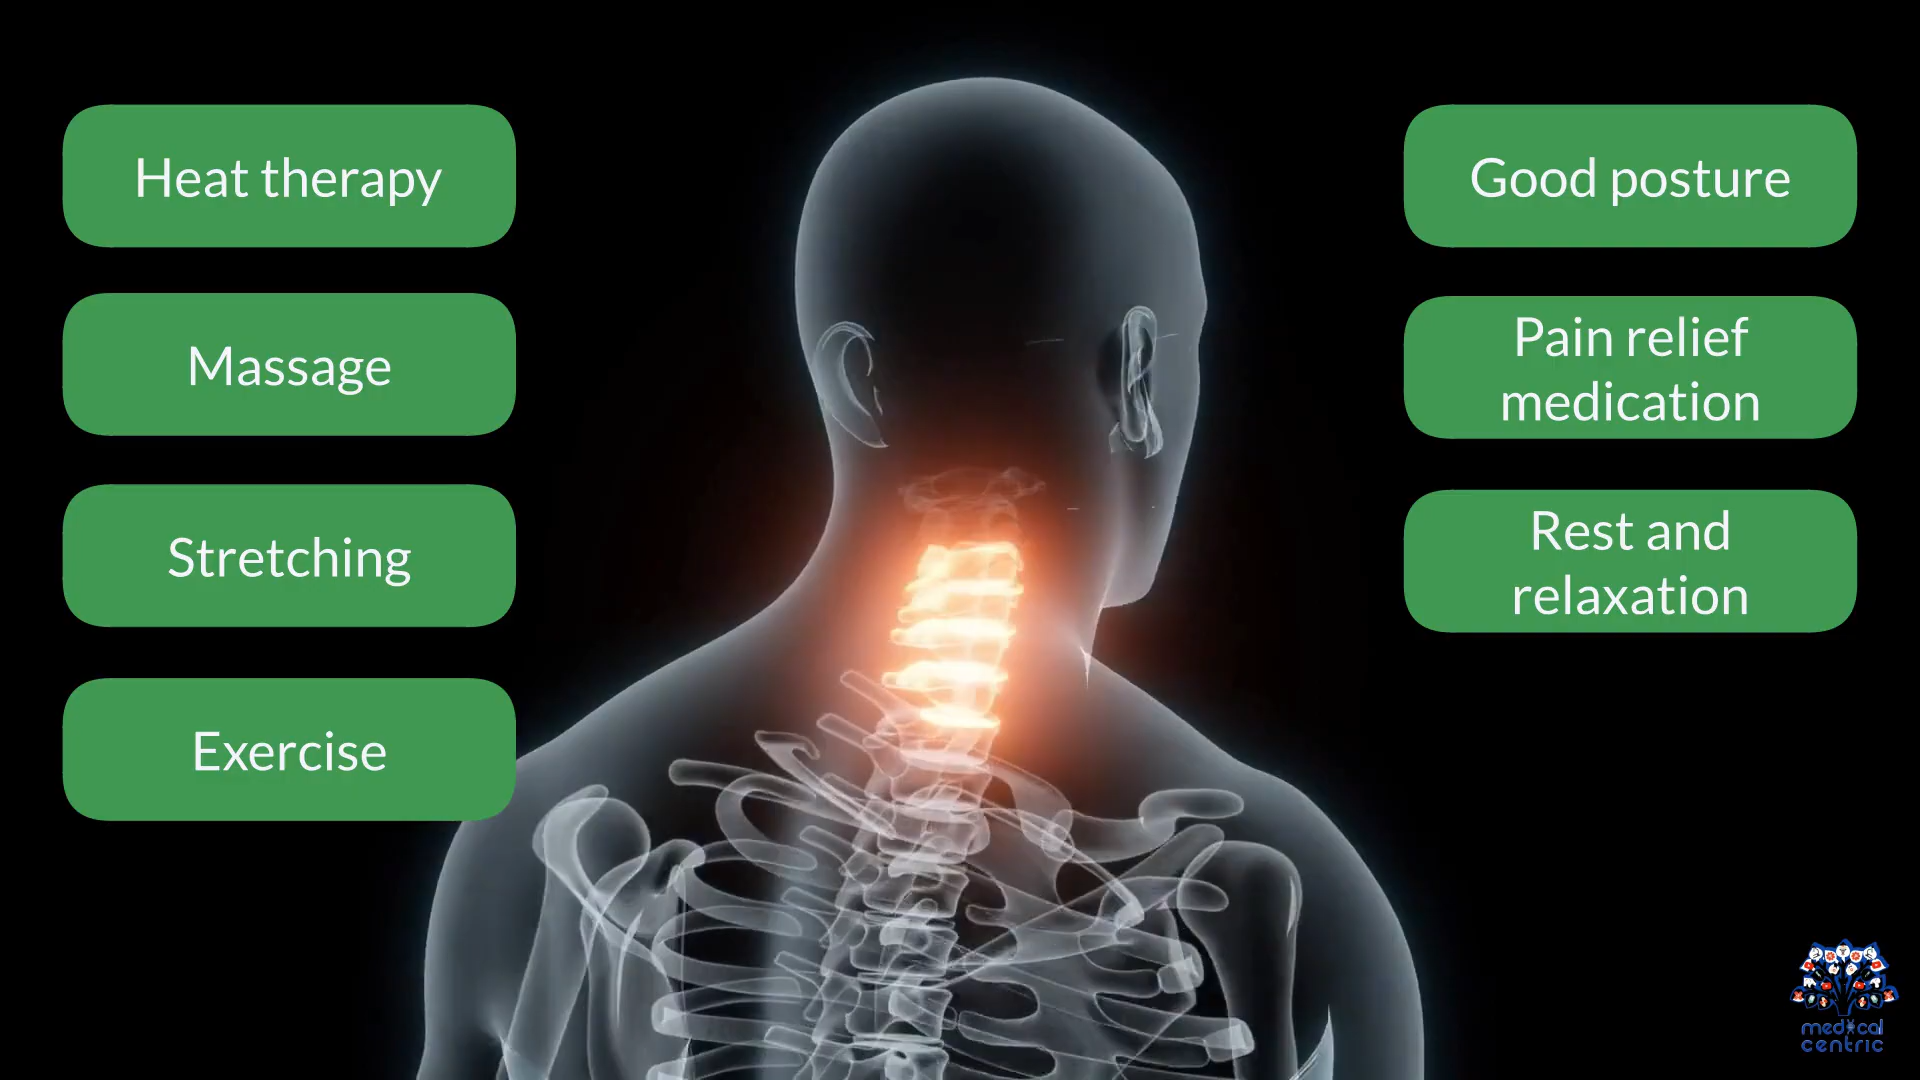 Heat therapy
Massage
Stretching
Exercise
Good posture
Pain relief
medication
Rest and
relaxation
medical
centric